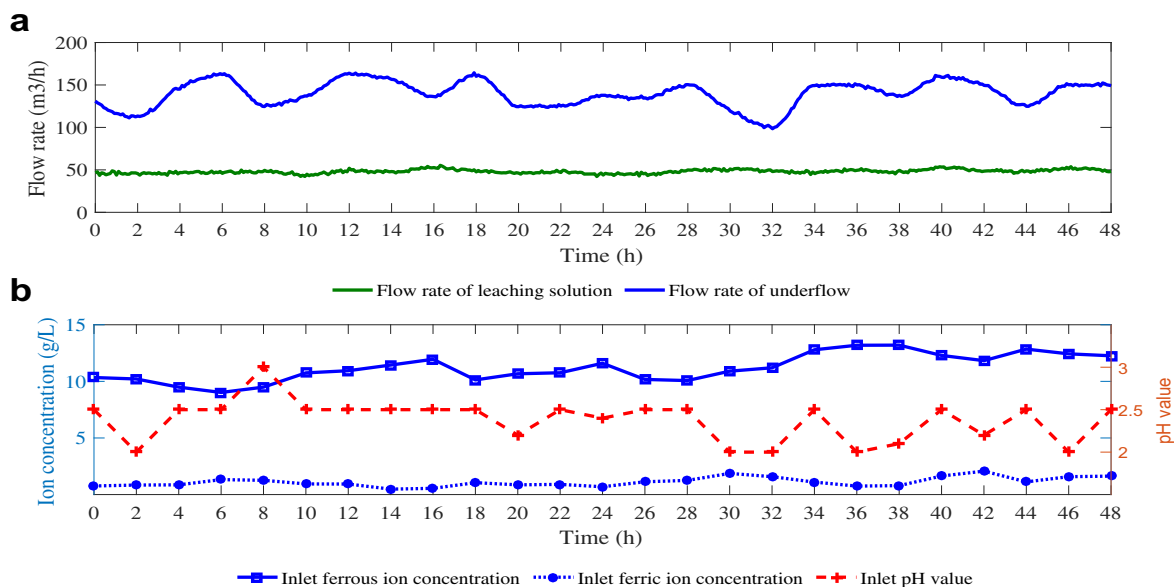 a
Flow rate (m3/h)
200
150
100
50
0
0 2 4 6 8 10 12 14 16 18 20 22 24 26 28 30 32 34 36 38 40 42 44 46 48
Time (h)
Flow rate of leaching solution Flow rate of underflow
b
Ion concentration (g/L)
15
10
5
3
2.5
2
pH value
0 2 4 6 8 10 12 14 16 18 20 22 24 26 28 30 32 34 36 38 40 42 44 46 48
Time (h)
Inlet ferrous ion concentration Inlet ferric ion concentration Inlet pH value